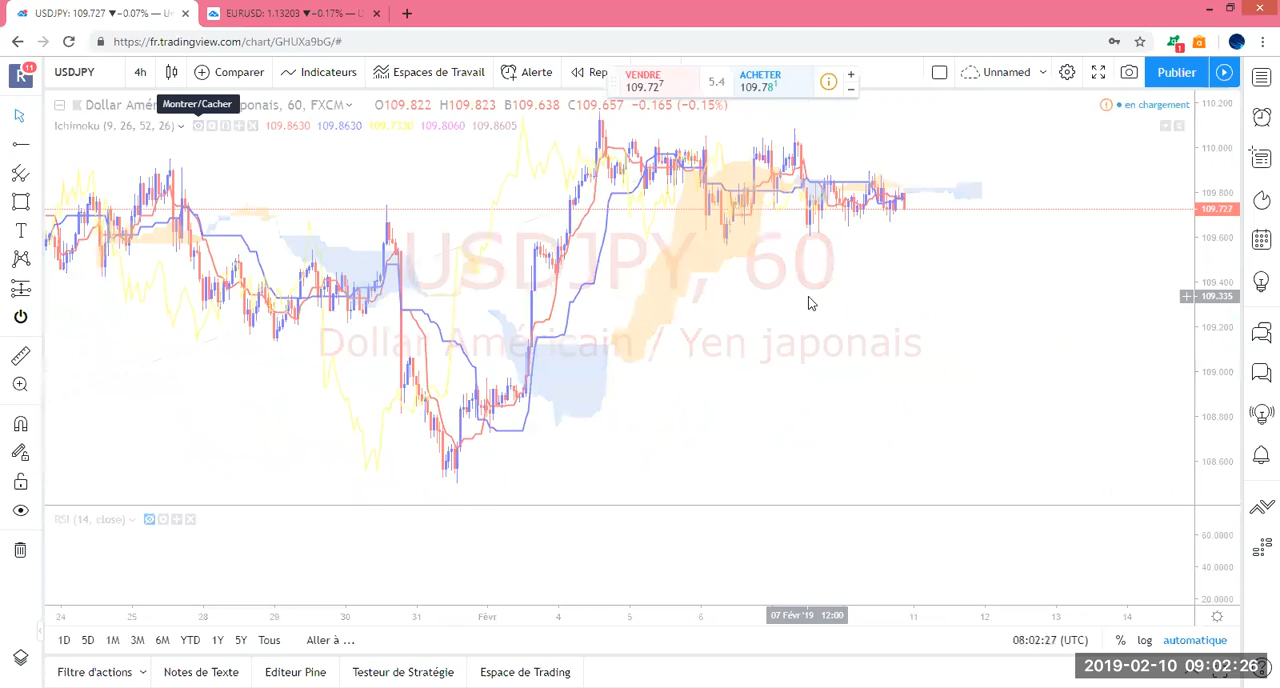 USDJPY: 109.727 ▼−0.07% — U
EURUSD: 1.13203 ▼−0.17% — U
https://fr.tradingview.com/chart/GHUXa9bG/#
1
R
11
USDJPY
4h
Comparer
Indicateurs
Espaces de Travail
Alerte
Rep
VENDRE
109.727
5.4
ACHETER
109.781
Unnamed
Publier
Montrer/Cacher
Dollar Amé
aponais, 60, FXCM
O109.822 H109.823 B109.638 C109.657 −0.165 (−0.15%)
en chargement
Ichimoku (9, 26, 52, 26)
109.8630 109.8630 109.7330 109.8060 109.8605
USDJPY, 60
Dollar Américain / Yen japonais
110.200
110.000
109.800
109.727
109.600
109.400
109.335
109.200
109.000
108.800
108.600
RSI (14, close)
60.0000
40.0000
20.0000
24 25 28 29 30 31 Févr 4 5 6 07 Févr '19 12:00 11 12 13 14
1D 5D 1M 3M 6M YTD 1Y 5Y Tous Aller à ...
08:02:27 (UTC) % log automatique
Filtre d'actions Notes de Texte Editeur Pine Testeur de Stratégie Espace de Trading
2019-02-10 09:02:26